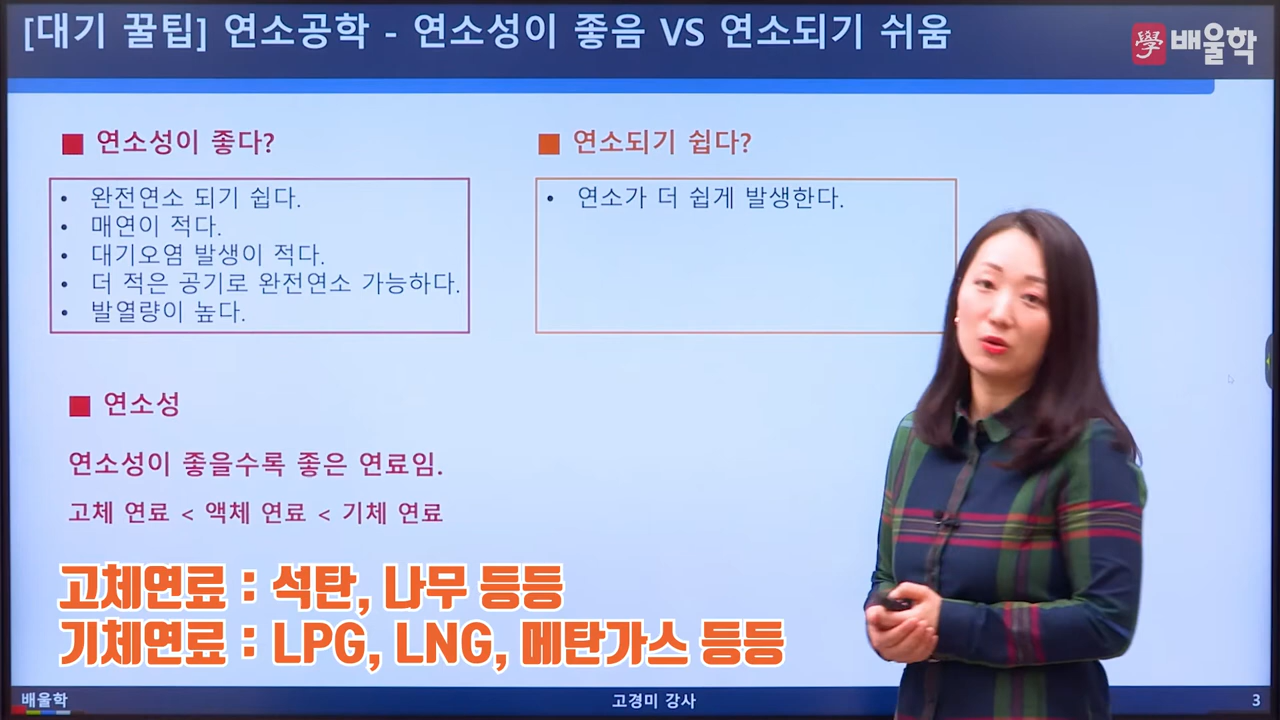 [대기 꿀팁] 연소공학 - 연소성이 좋음 VS 연소되기 쉬움
學 배울학
■ 연소성이 좋다?
• 완전연소 되기 쉽다.
• 매연이 적다.
• 대기오염 발생이 적다.
• 더 적은 공기로 완전연소 가능하다.
• 발열량이 높다.
■ 연소되기 쉽다?
• 연소가 더 쉽게 발생한다.
■ 연소성
연소성이 좋을수록 좋은 연료임.
고체 연료 < 액체 연료 < 기체 연료
고체연료 : 석탄, 나무 등등
기체연료 : LPG, LNG, 메탄가스 등등
배울학
고경미 강사
3